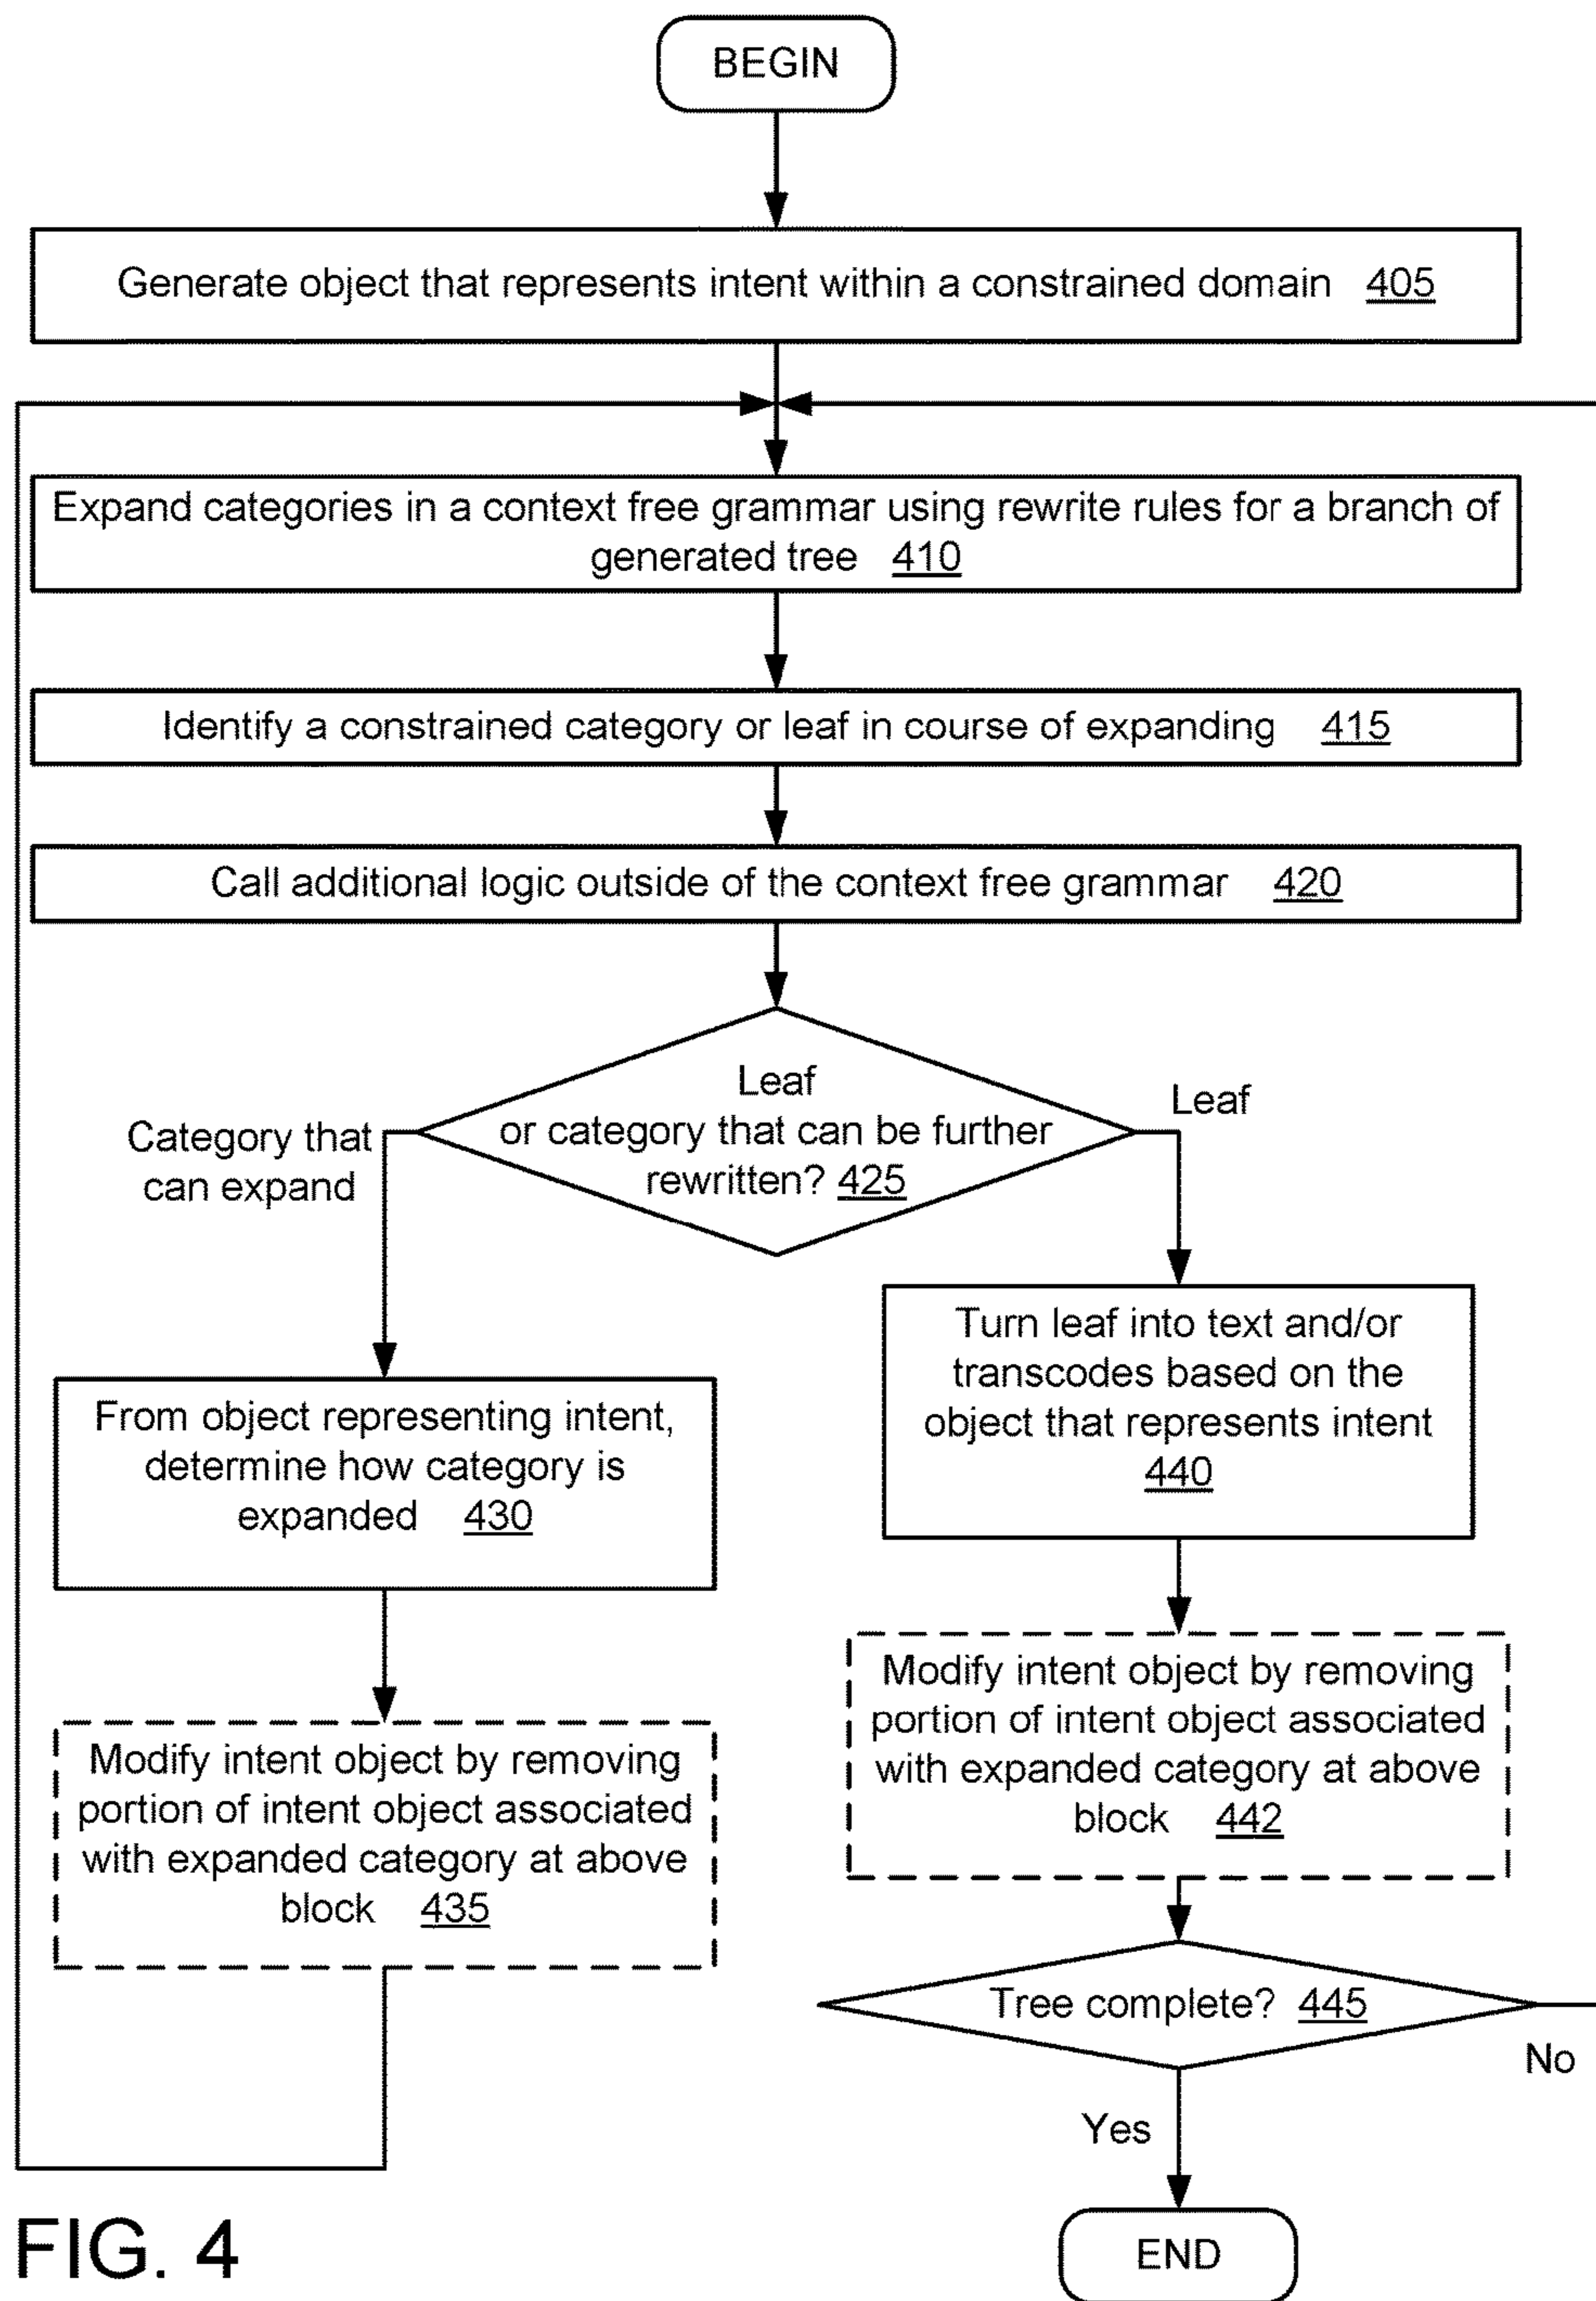 BEGIN
Generate object that represents intent within a constrained domain 405
Expand categories in a context free grammar using rewrite rules for a branch of
generated tree 410
Identify a constrained category or leaf in course of expanding 415
Call additional logic outside of the context free grammar 420
Leaf
or category that can be further
rewritten? 425
Category that
can expand
Leaf
From object representing intent,
determine how category is
expanded 430
Modify intent object by removing
portion of intent object associated
with expanded category at above
block 435
Turn leaf into text and/or
transcodes based on the
object that represents intent
440
Modify intent object by removing
portion of intent object associated
with expanded category at above
block 442
Tree complete? 445
No
Yes
END
FIG. 4